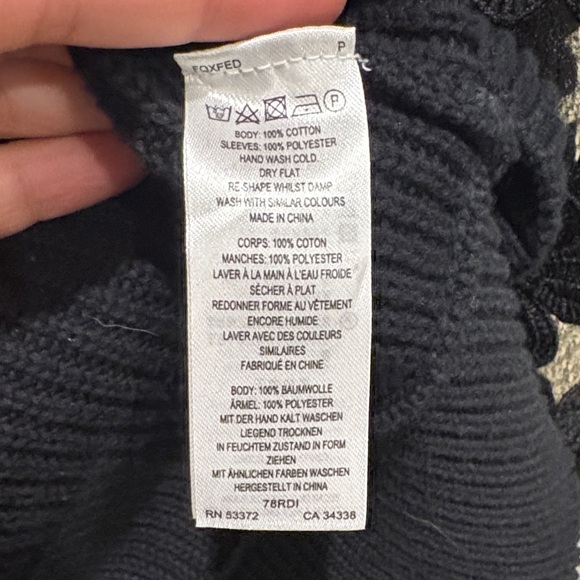 FOXFED P
BODY: 100% COTTON
SLEEVES: 100% POLYESTER
HAND WASH COLD
DRY FLAT
RE-SHAPE WHILST DAMP
WASH WITH SIMILAR COLOURS
MADE IN CHINA
CORPS: 100% COTON
MANCHES: 100% POLYESTER
LAVER À LA MAIN À L'EAU FROIDE
SÉCHER À PLAT
REDONNER FORME AU VÊTEMENT
ENCORE HUMIDE
LAVER AVEC DES COULEURS
SIMILAIRES
FABRIQUÉ EN CHINE
BODY: 100% BAUMWOLLE
ÄRMEL: 100% POLYESTER
MIT DER HAND KALT WASCHEN
LIEGEND TROCKNEN
IN FEUCHTEM ZUSTAND IN FORM
ZIEHEN
MIT ÄHNLICHEN FARBEN WASCHEN
HERGESTELLT IN CHINA
78RDI
RN 53372 CA 34338